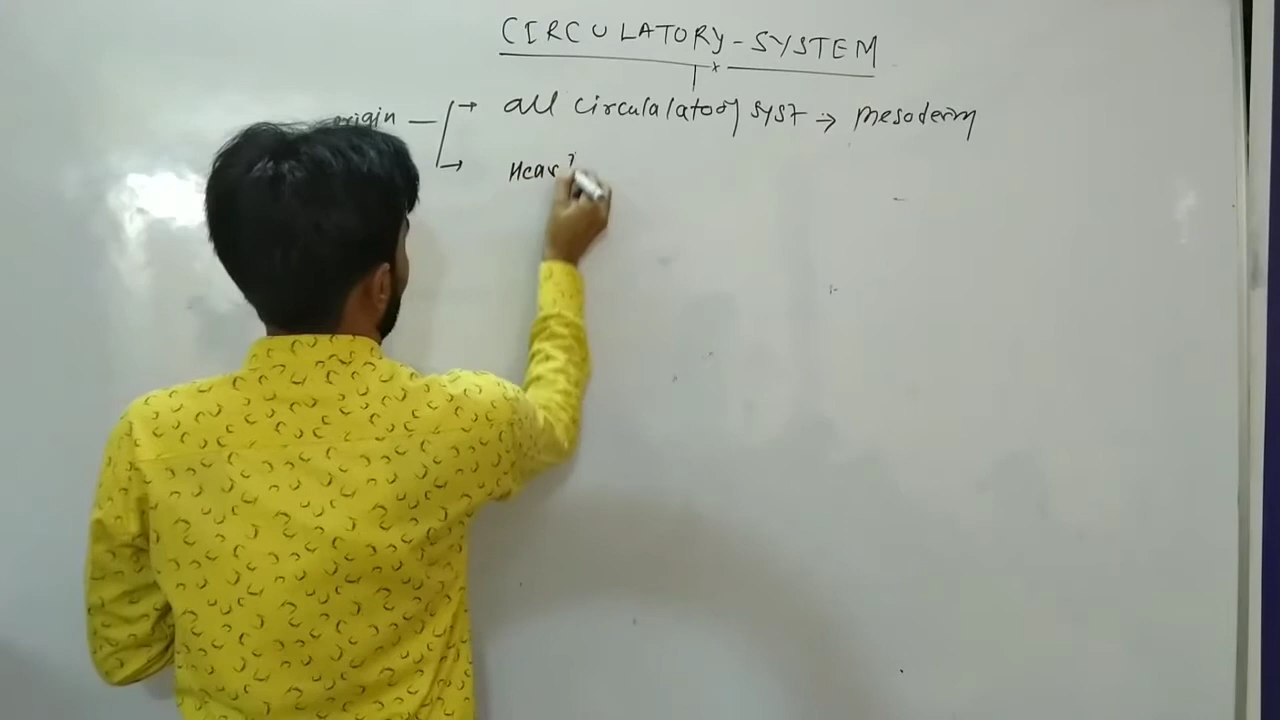 CIRCULATORY-SYSTEM
origin → all circulalatory syst → mesoderm
→ Heart